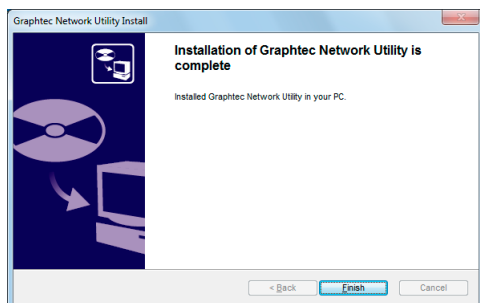 Graphtec Network Utility Install
Installation of Graphtec Network Utility is
complete
Installed Graphtec Network Utility in your PC.
< Back
Finish
Cancel